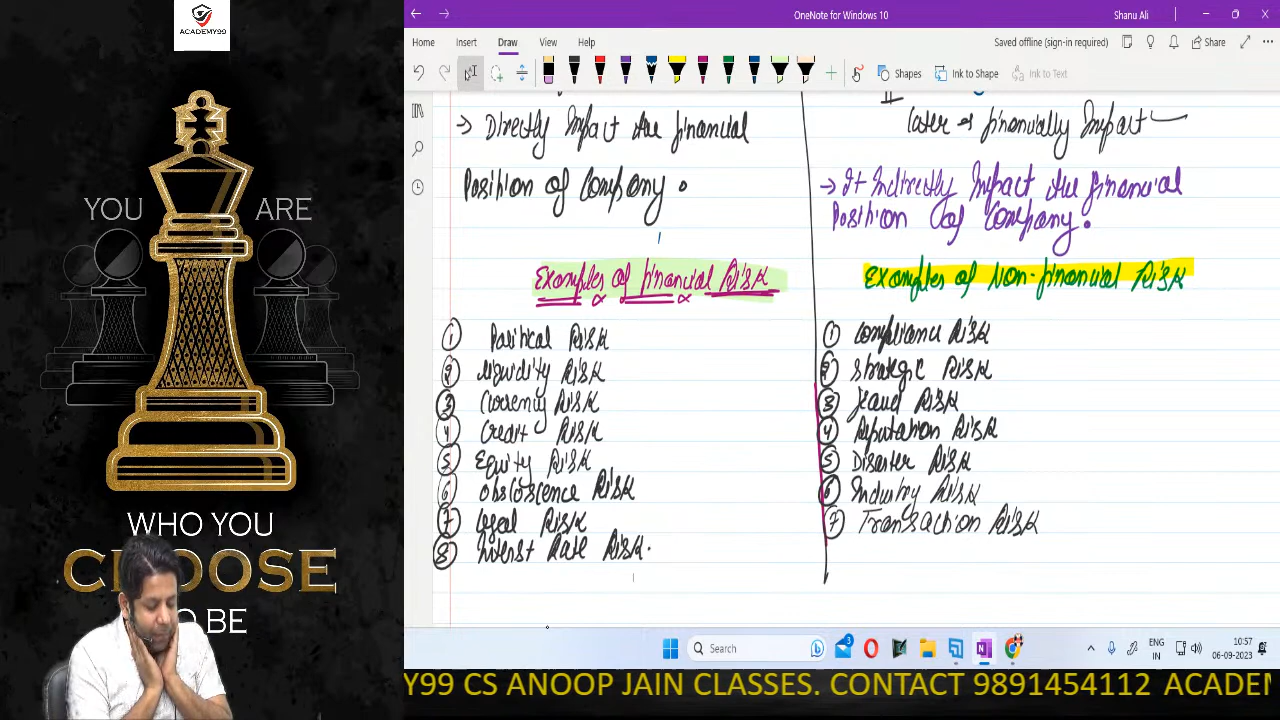 ACADEMY99
YOU ARE
WHO YOU
CHOOSE
TO BE
OneNote for Windows 10
Shanu Ali
Home Insert Draw View Help
Saved offline (sign-in required)
Share
Shapes
Ink to Shape
Ink to Text
→ Directly Impact the financial
Position of Company.
Later → financially Impact
→ It Indirectly Impact the financial
Position of Company.
Examples of financial Risk
① Political Risk
② Liquidity Risk
③ Currency Risk
④ Credit Risk
⑤ Equity Risk
⑥ Obsloscence Risk
⑦ Legal Risk
⑧ Interst Rate Risk.
Examples of Non-financial Risk
① Compliance Risk
② Strategic Risk
③ Fraud Risk
④ Reputation Risk
⑤ Disaster Risk
⑥ Industry Risk
⑦ Transaction Risk
Search
3
ENG
IN
10:57
06-09-2023
Y99 CS ANOOP JAIN CLASSES. CONTACT 9891454112 ACADEM